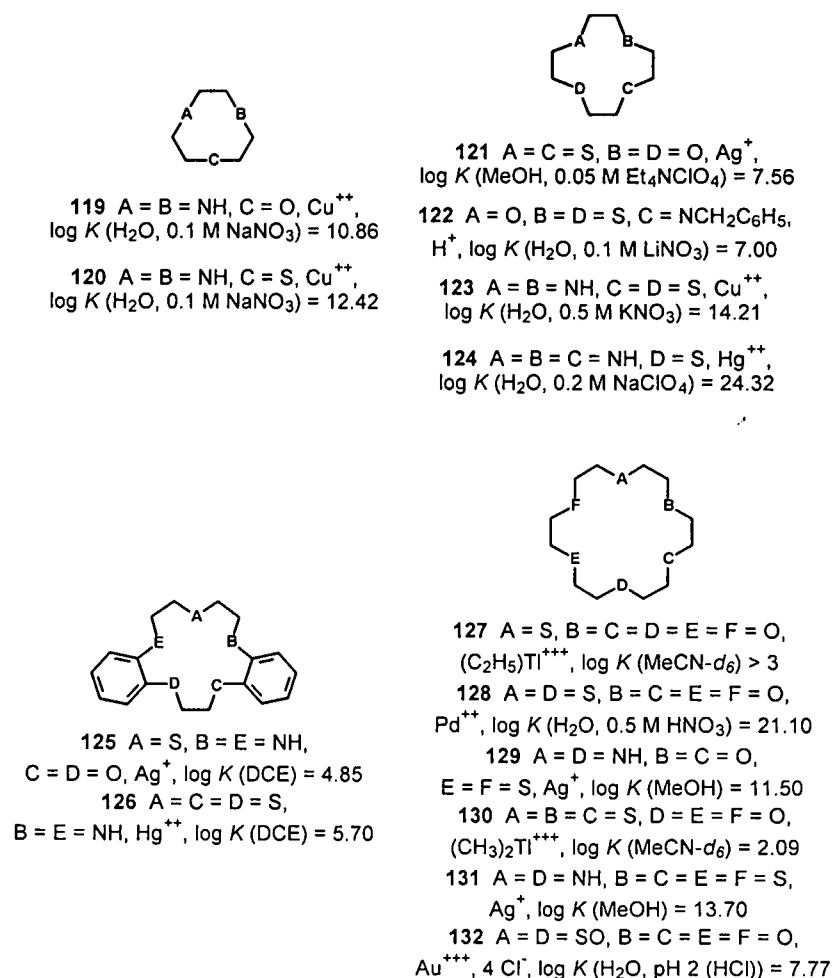 A B
C
119 A = B = NH, C = O, Cu⁺⁺,
log K (H₂O, 0.1 M NaNO₃) = 10.86
120 A = B = NH, C = S, Cu⁺⁺,
log K (H₂O, 0.1 M NaNO₃) = 12.42
A B
D C
121 A = C = S, B = D = O, Ag⁺,
log K (MeOH, 0.05 M Et₄NClO₄) = 7.56
122 A = O, B = D = S, C = NCH₂C₆H₅,
H⁺, log K (H₂O, 0.1 M LiNO₃) = 7.00
123 A = B = NH, C = D = S, Cu⁺⁺,
log K (H₂O, 0.5 M KNO₃) = 14.21
124 A = B = C = NH, D = S, Hg⁺⁺,
log K (H₂O, 0.2 M NaClO₄) = 24.32
A
E B
D C
125 A = S, B = E = NH,
C = D = O, Ag⁺, log K (DCE) = 4.85
126 A = C = D = S,
B = E = NH, Hg⁺⁺, log K (DCE) = 5.70
A
F B
E C
D
127 A = S, B = C = D = E = F = O,
(C₂H₅)Tl⁺⁺⁺, log K (MeCN-d₆) > 3
128 A = D = S, B = C = E = F = O,
Pd⁺⁺, log K (H₂O, 0.5 M HNO₃) = 21.10
129 A = D = NH, B = C = O,
E = F = S, Ag⁺, log K (MeOH) = 11.50
130 A = B = C = S, D = E = F = O,
(CH₃)₂Tl⁺⁺⁺, log K (MeCN-d₆) = 2.09
131 A = D = NH, B = C = E = F = S,
Ag⁺, log K (MeOH) = 13.70
132 A = D = SO, B = C = E = F = O,
Au⁺⁺⁺, 4 Cl⁻, log K (H₂O, pH 2 (HCl)) = 7.77